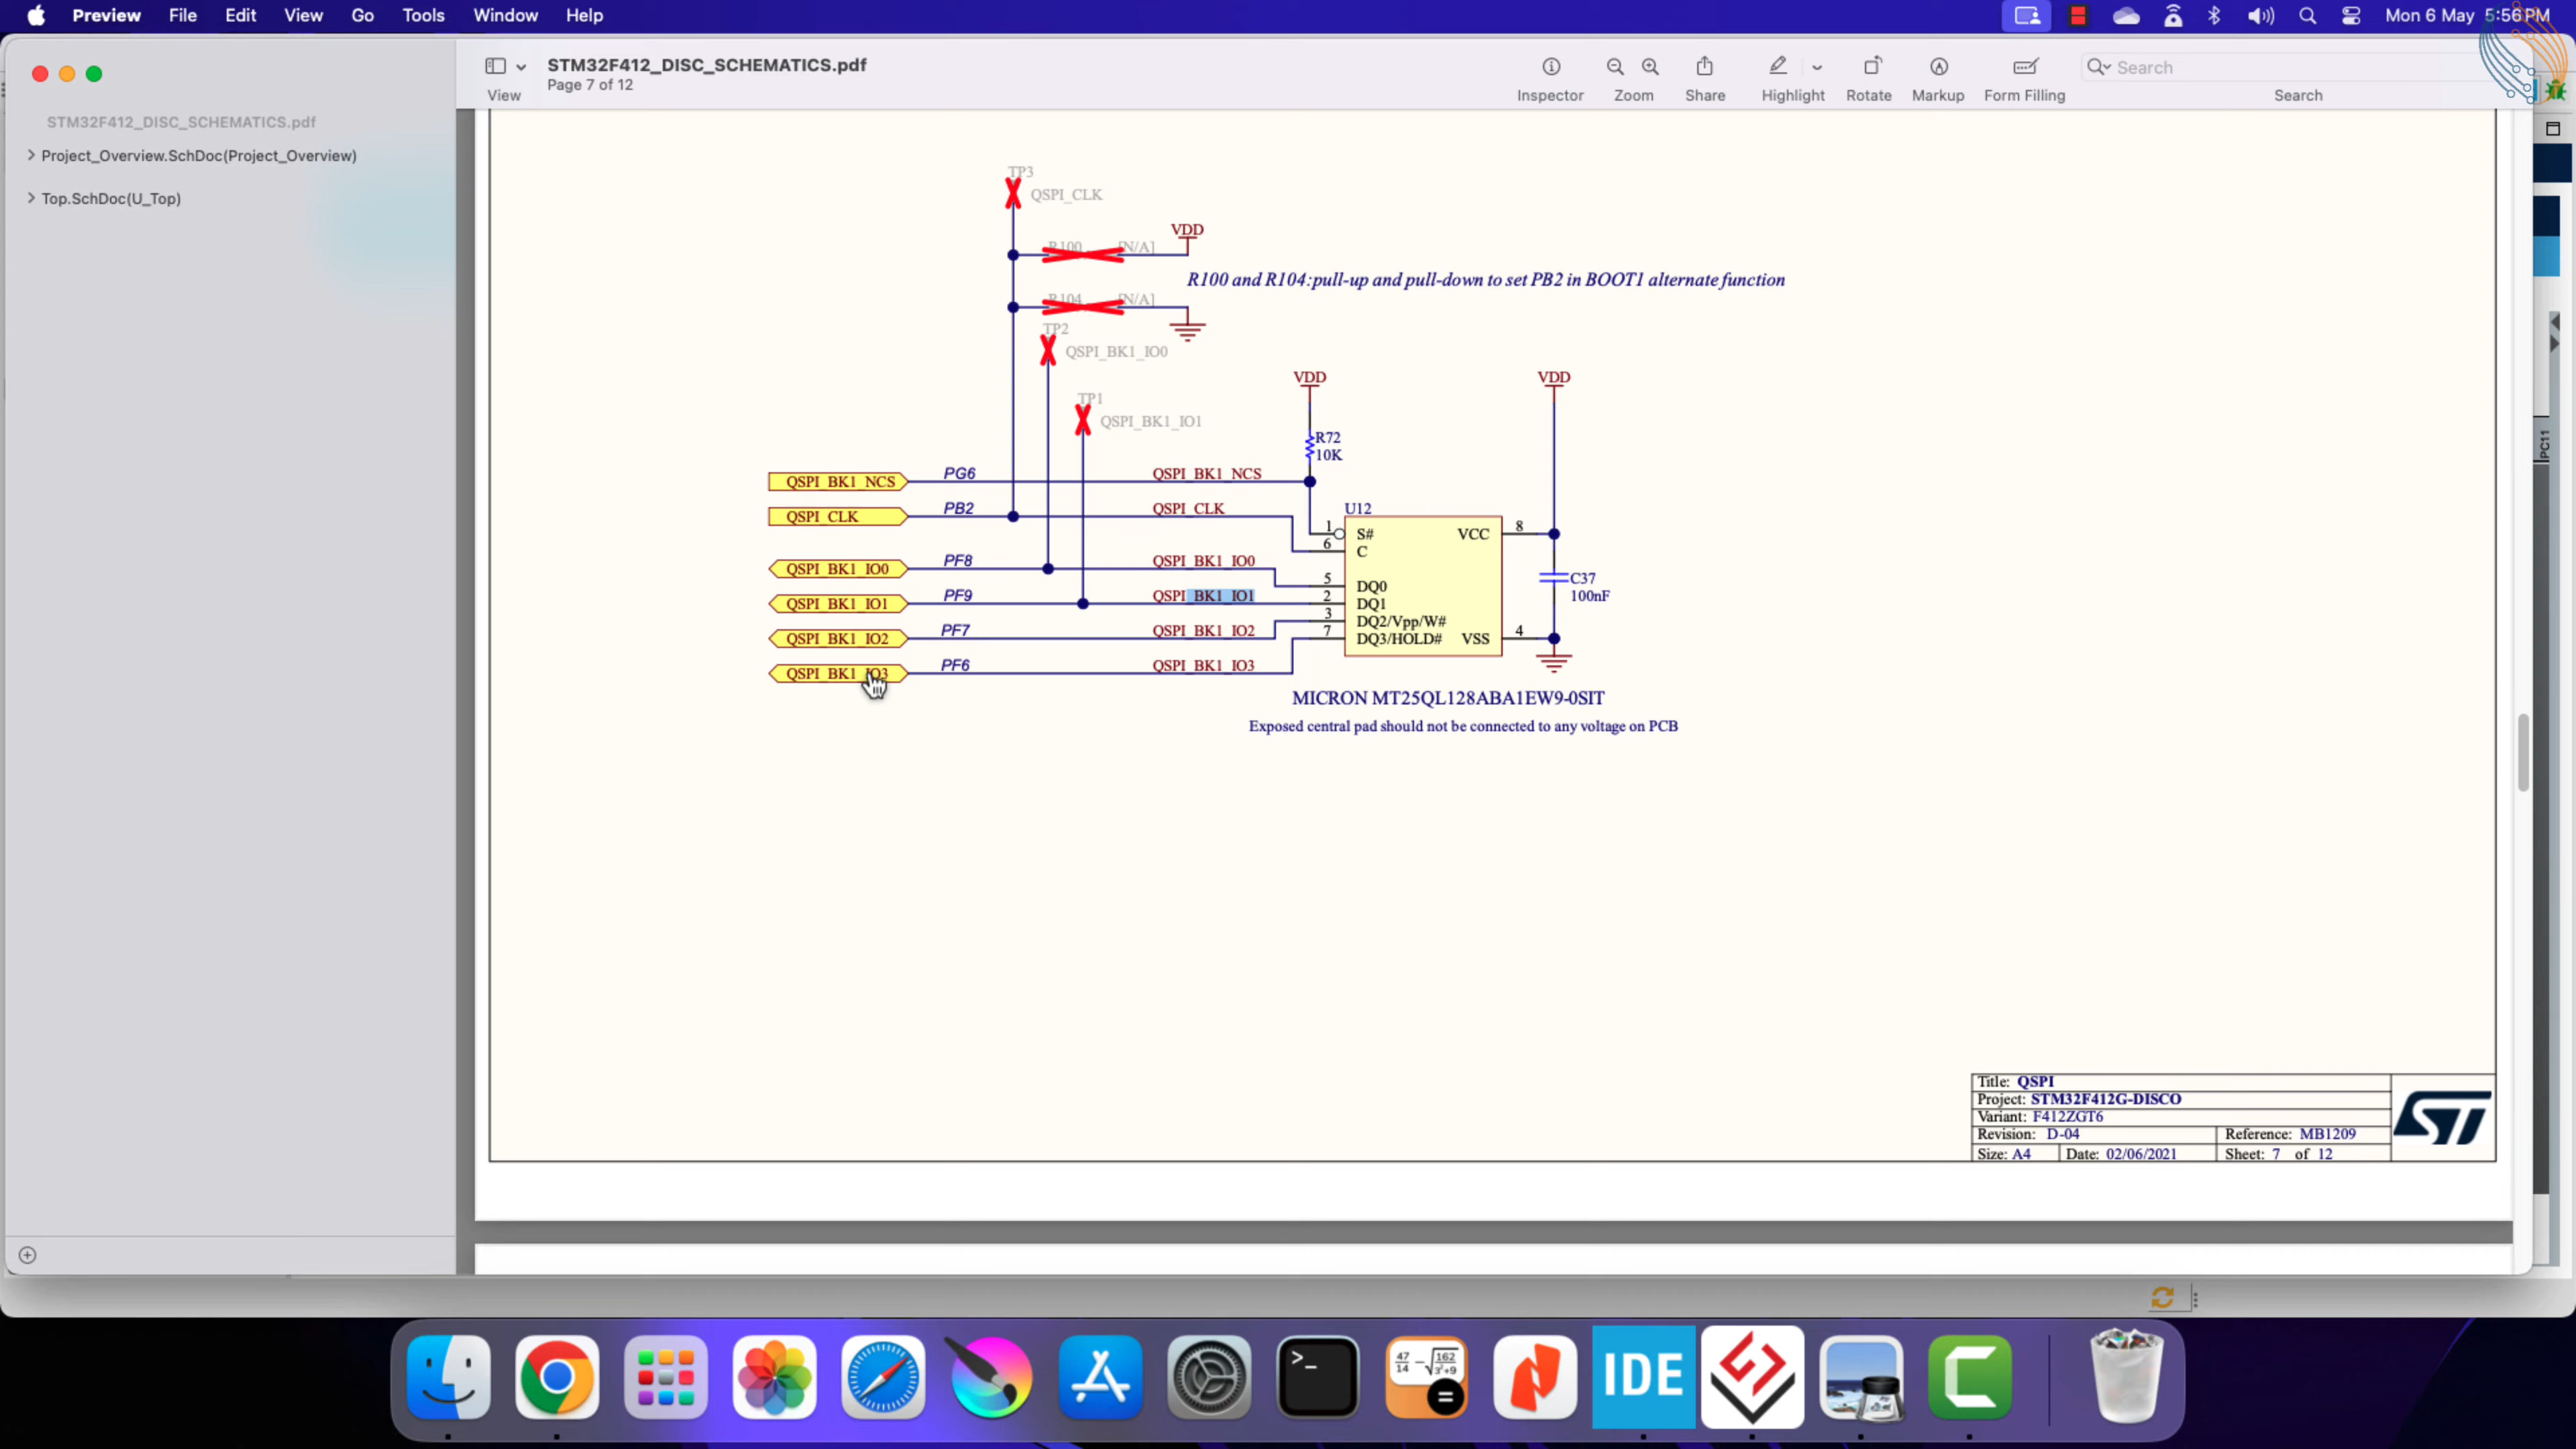 Preview File Edit View Go Tools Window Help
Mon 6 May 5:56 PM
STM32F412_DISC_SCHEMATICS.pdf
Page 7 of 12
View
Inspector Zoom Share Highlight Rotate Markup Form Filling Search
Search
STM32F412_DISC_SCHEMATICS.pdf
Project_Overview.SchDoc(Project_Overview)
Top.SchDoc(U_Top)
TP3
QSPI_CLK
VDD
R100 [N/A]
R100 and R104:pull-up and pull-down to set PB2 in BOOT1 alternate function
R104 [N/A]
TP2
QSPI_BK1_IO0
TP1
QSPI_BK1_IO1
VDD
VDD
R72
10K
QSPI_BK1_NCS PG6 QSPI_BK1_NCS
QSPI_CLK PB2 QSPI_CLK
U12
1 S# VCC 8
6 C
QSPI_BK1_IO0 PF8 QSPI_BK1_IO0
5 DQ0
C37
100nF
QSPI_BK1_IO1 PF9 QSPI_BK1_IO1 2 DQ1
3 DQ2/Vpp/W#
QSPI_BK1_IO2 PF7 QSPI_BK1_IO2
7 DQ3/HOLD# VSS 4
QSPI_BK1_IO3 PF6 QSPI_BK1_IO3
MICRON MT25QL128ABA1EW9-0SIT
Exposed central pad should not be connected to any voltage on PCB
PC11
Title: QSPI
Project: STM32F412G-DISCO
Variant: F412ZGT6
Revision: D-04 Reference: MB1209
Size: A4 Date: 02/06/2021 Sheet: 7 of 12
ST
>_
47
14
162
3²+9
=
IDE